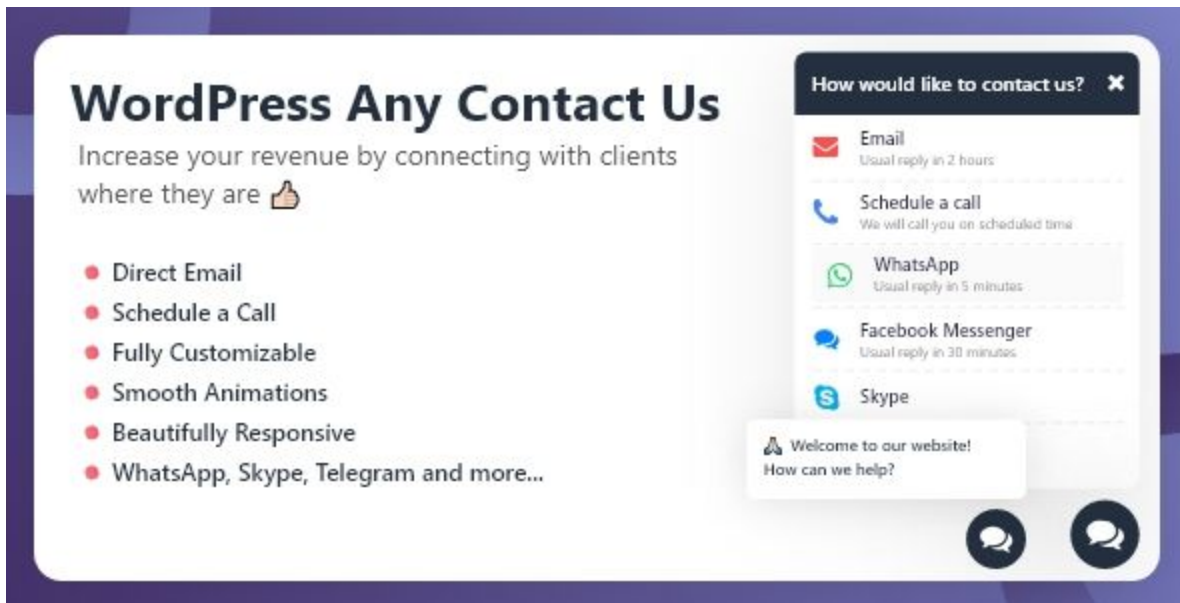 WordPress Any Contact Us
Increase your revenue by connecting with clients
where they are 👍
Direct Email
Schedule a Call
Fully Customizable
Smooth Animations
Beautifully Responsive
WhatsApp, Skype, Telegram and more...
How would like to contact us?
Email
Usual reply in 2 hours
Schedule a call
We will call you on scheduled time
WhatsApp
Usual reply in 5 minutes
Facebook Messenger
Usual reply in 30 minutes
Skype
🙏 Welcome to our website!
How can we help?